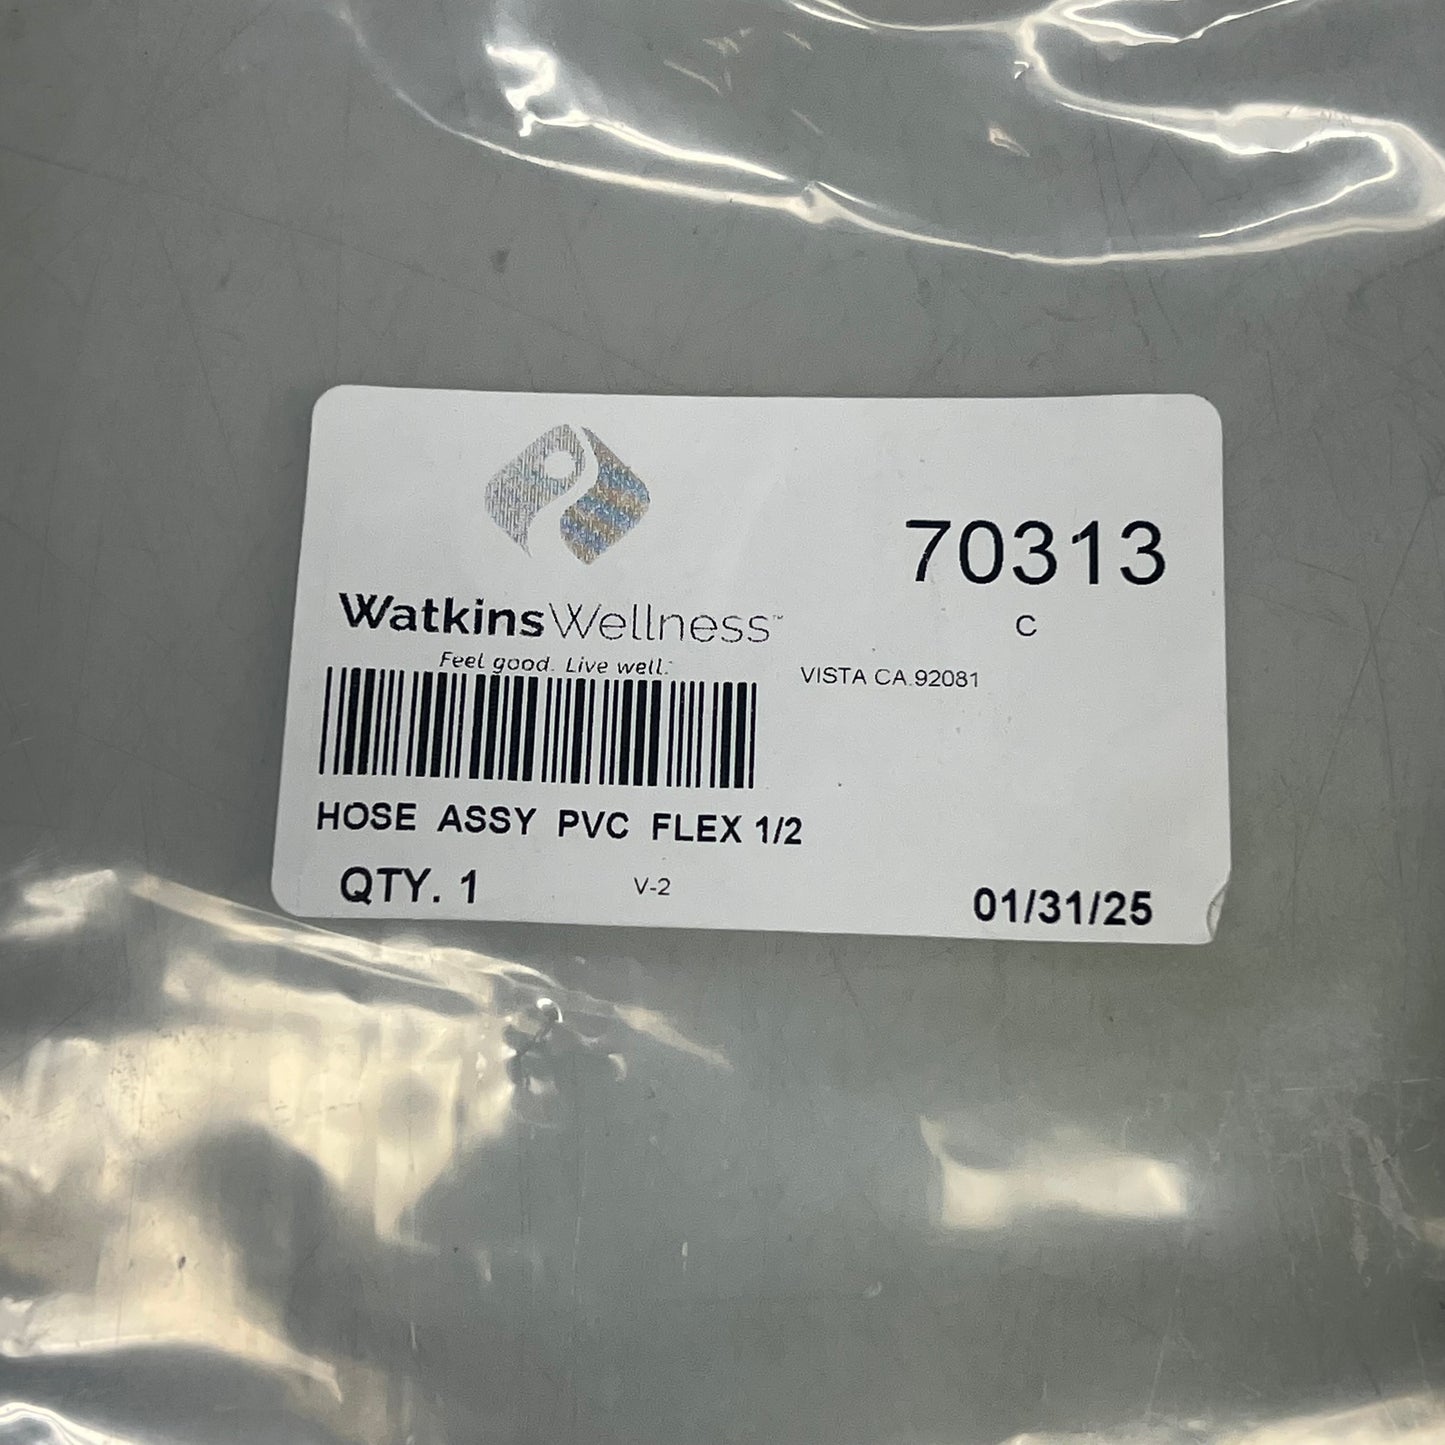 70313
WatkinsWellness™
C
Feel good. Live well.
VISTA CA.92081
HOSE ASSY PVC FLEX 1/2
QTY. 1
V-2
01/31/25